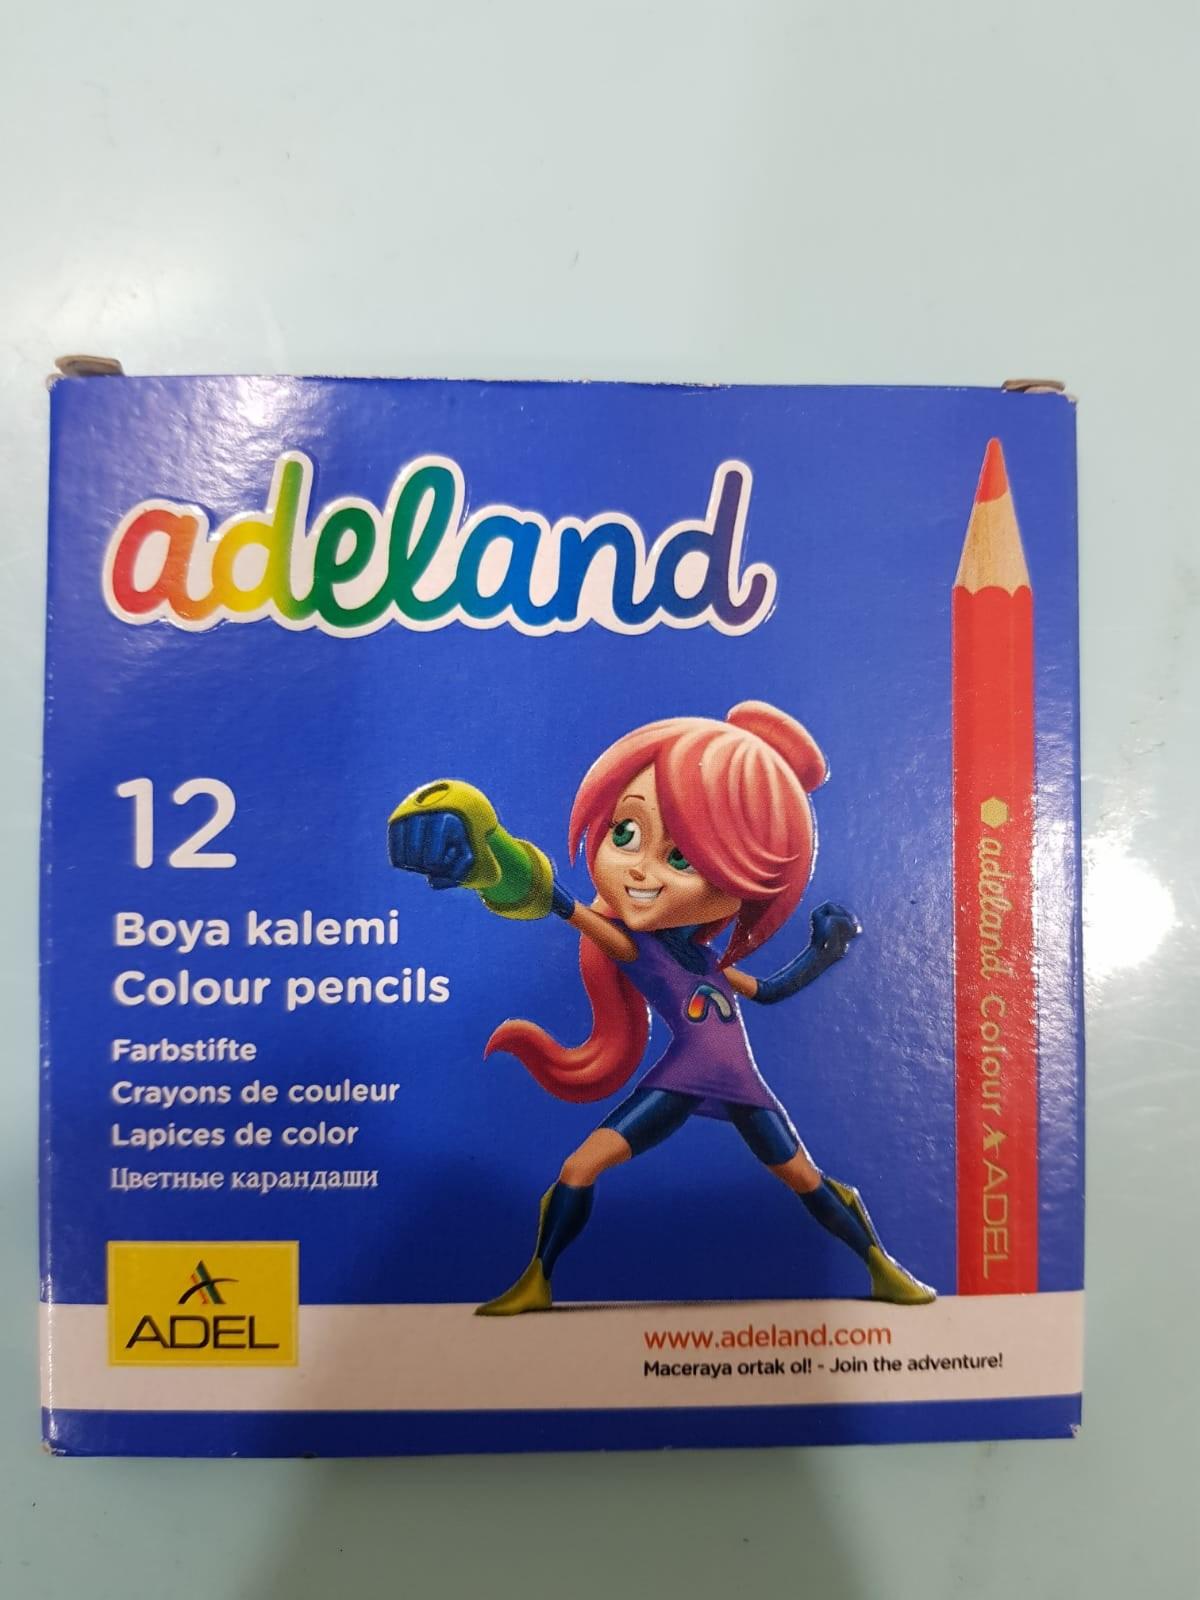 adeland
12
Boya kalemi
Colour pencils
Farbstifte
Crayons de couleur
Lapices de color
Цветные карандаши
ADEL
adeland Colour ADEL
www.adeland.com
Maceraya ortak ol! - Join the adventure!